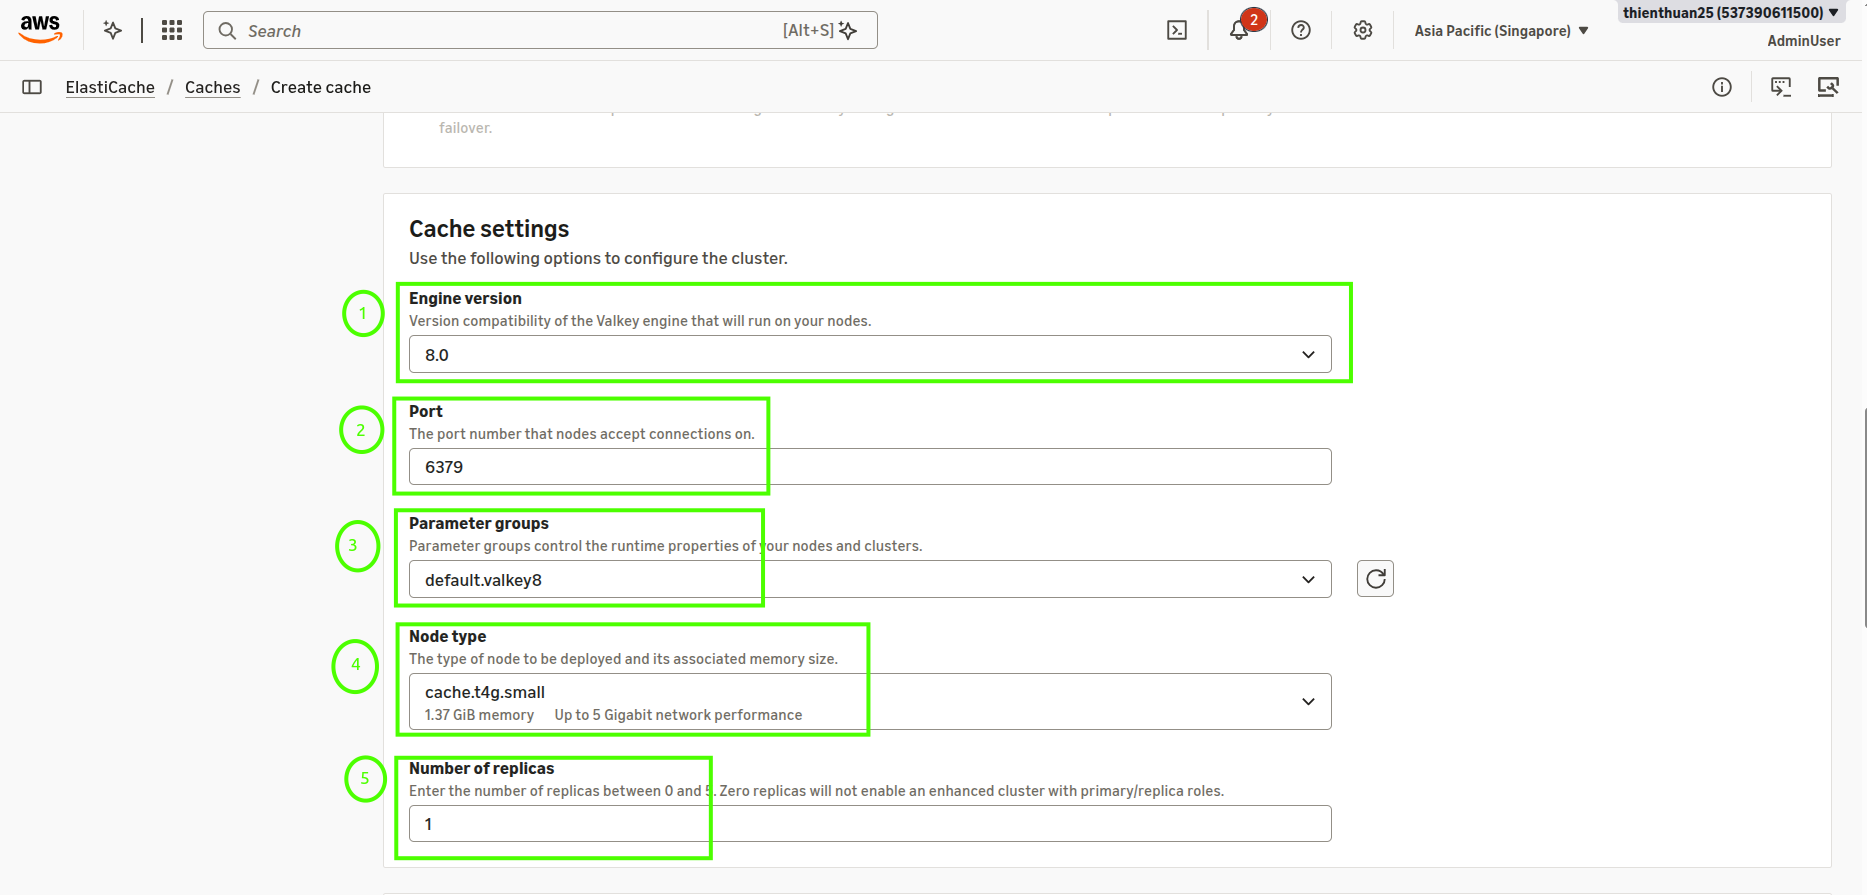 aws
Search
[Alt+S]
2
Asia Pacific (Singapore)
thienthuan25 (537390611500)
AdminUser
ElastiCache / Caches / Create cache
failover.
Cache settings
Use the following options to configure the cluster.
1
Engine version
Version compatibility of the Valkey engine that will run on your nodes.
8.0
2
Port
The port number that nodes accept connections on.
6379
3
Parameter groups
Parameter groups control the runtime properties of your nodes and clusters.
default.valkey8
4
Node type
The type of node to be deployed and its associated memory size.
cache.t4g.small
1.37 GiB memory Up to 5 Gigabit network performance
5
Number of replicas
Enter the number of replicas between 0 and 5. Zero replicas will not enable an enhanced cluster with primary/replica roles.
1